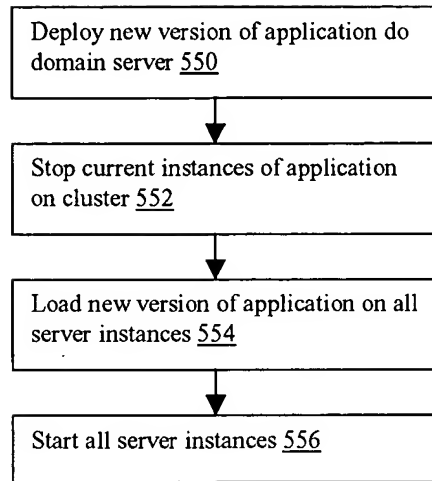 Deploy new version of application do
domain server 550
Stop current instances of application
on cluster 552
Load new version of application on all
server instances 554
Start all server instances 556